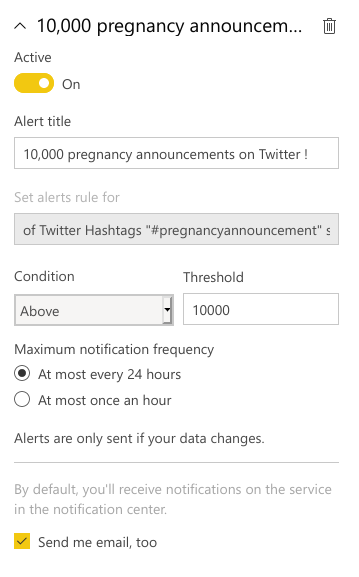 10,000 pregnancy announcem...
Active
On
Alert title
10,000 pregnancy announcements on Twitter !
Set alerts rule for
of Twitter Hashtags "#pregnancyannouncement" s
Condition
Threshold
Above
10000
Maximum notification frequency
At most every 24 hours
At most once an hour
Alerts are only sent if your data changes.
By default, you'll receive notifications on the service
in the notification center.
Send me email, too